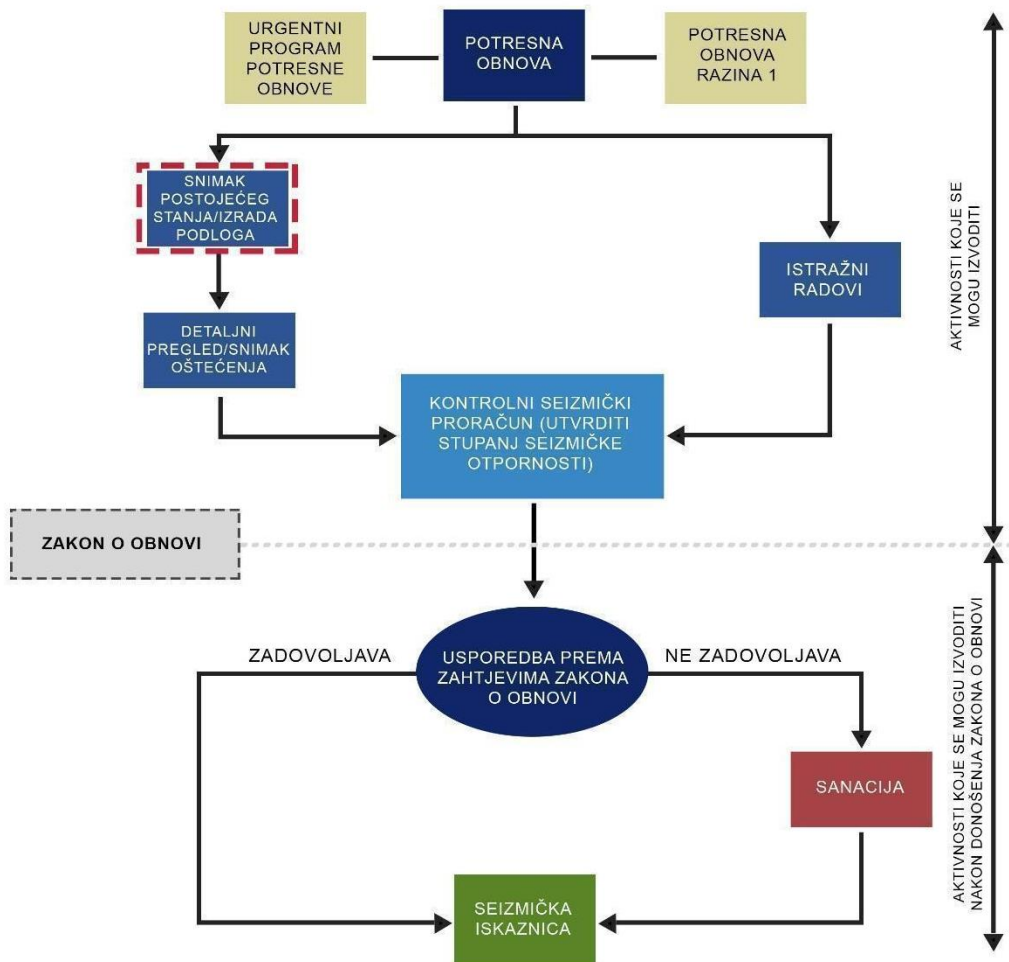 URGENTNI
PROGRAM
POTRESNE
OBNOVE
POTRESNA
OBNOVA
POTRESNA
OBNOVA
RAZINA 1
SNIMAK
POSTOJEĆEG
STANJA/IZRADA
PODLOGA
ISTRAŽNI
RADOVI
DETALJNI
PREGLED/SNIMAK
OŠTEĆENJA
KONTROLNI SEIZMIČKI
PRORAČUN (UTVRDITI
STUPANJ SEIZMIČKE
OTPORNOSTI)
AKTIVNOSTI KOJE SE
MOGU IZVODITI
ZAKON O OBNOVI
ZADOVOLJAVA
USPOREDBA PREMA
ZAHTJEVIMA ZAKONA
O OBNOVI
NE ZADOVOLJAVA
SANACIJA
SEIZMIČKA
ISKAZNICA
AKTIVNOSTI KOJE SE MOGU IZVODITI
NAKON DONOŠENJA ZAKONA O OBNOVI